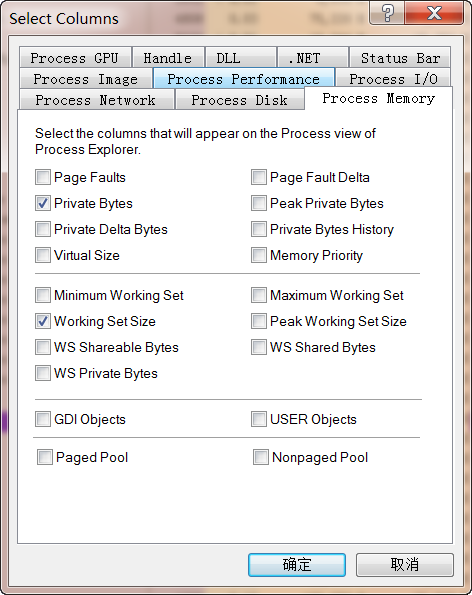 Select Columns
Process GPU Handle DLL .NET Status Bar
Process Image Process Performance Process I/O
Process Network Process Disk Process Memory
Select the columns that will appear on the Process view of
Process Explorer.
Page Faults Page Fault Delta
Private Bytes Peak Private Bytes
Private Delta Bytes Private Bytes History
Virtual Size Memory Priority
Minimum Working Set Maximum Working Set
Working Set Size Peak Working Set Size
WS Shareable Bytes WS Shared Bytes
WS Private Bytes
GDI Objects USER Objects
Paged Pool Nonpaged Pool
确定 取消